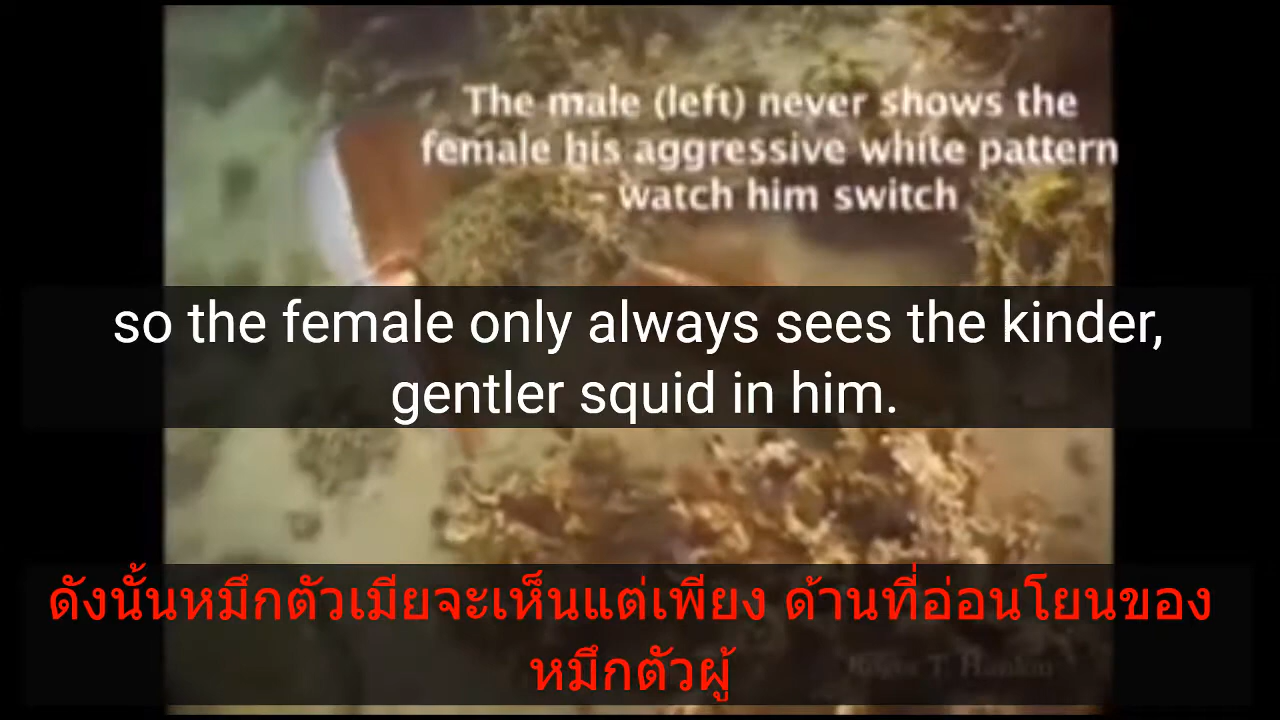 The male (left) never shows the
female his aggressive white pattern
- watch him switch
so the female only always sees the kinder,
gentler squid in him.
ดังนั้นหมึกตัวเมียจะเห็นแต่เพียง ด้านที่อ่อนโยนของ
หมึกตัวผู้